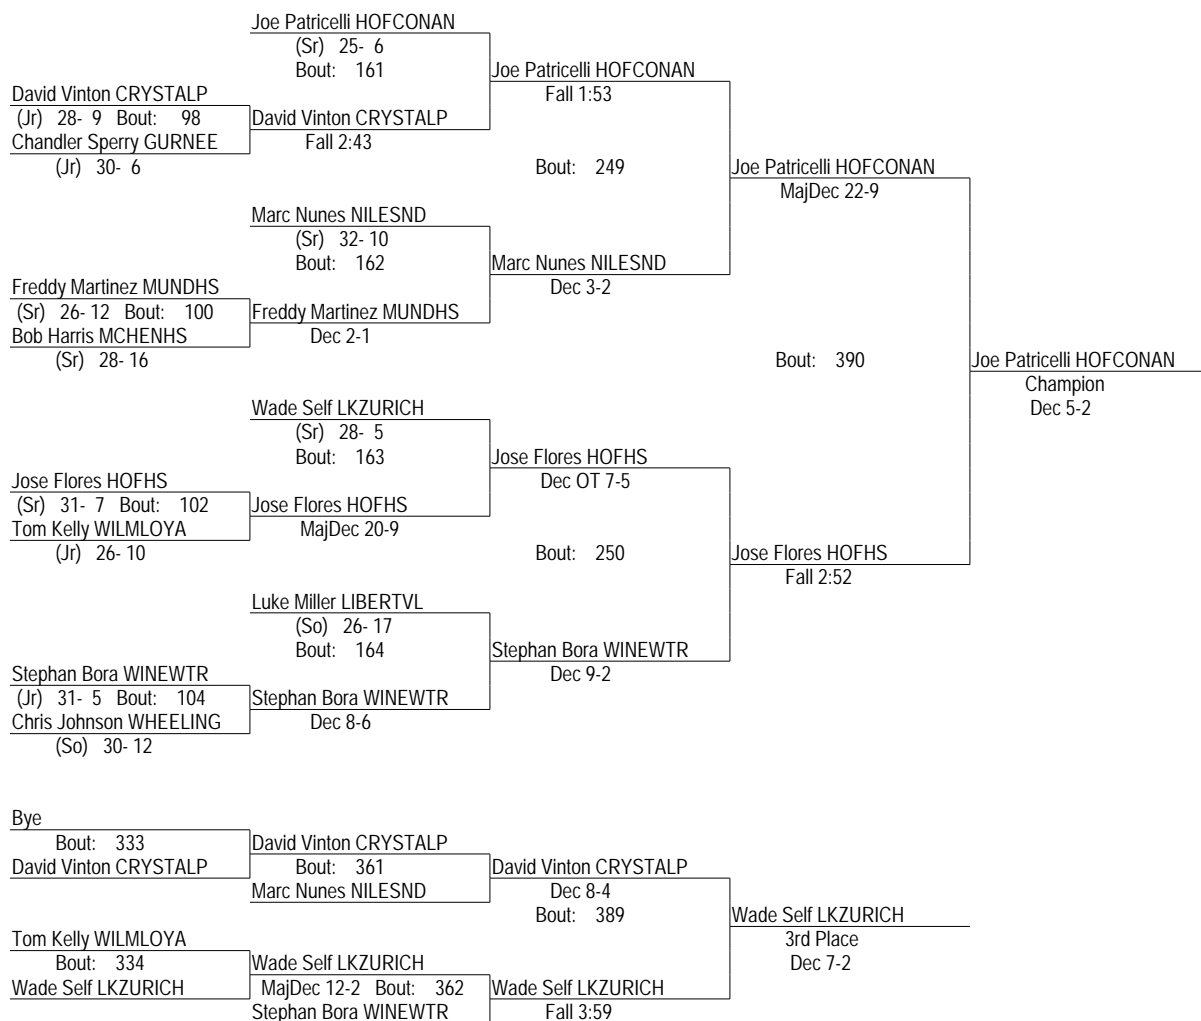 Joe Patricelli HOFCONAN
(Sr) 25- 6
Bout: 161
Joe Patricelli HOFCONAN
Fall 1:53
David Vinton CRYSTALP
(Jr) 28- 9 Bout: 98
David Vinton CRYSTALP
Chandler Sperry GURNEE
Fall 2:43
(Jr) 30- 6
Bout: 249
Joe Patricelli HOFCONAN
MajDec 22-9
Marc Nunes NILESND
(Sr) 32- 10
Bout: 162
Marc Nunes NILESND
Dec 3-2
Freddy Martinez MUNDHS
(Sr) 26- 12 Bout: 100
Freddy Martinez MUNDHS
Bob Harris MCHENHS
Dec 2-1
(Sr) 28- 16
Bout: 390
Joe Patricelli HOFCONAN
Champion
Dec 5-2
Wade Self LKZURICH
(Sr) 28- 5
Bout: 163
Jose Flores HOFHS
Dec OT 7-5
Jose Flores HOFHS
(Sr) 31- 7 Bout: 102
Jose Flores HOFHS
Tom Kelly WILMLOYA
MajDec 20-9
(Jr) 26- 10
Bout: 250
Jose Flores HOFHS
Fall 2:52
Luke Miller LIBERTVL
(So) 26- 17
Bout: 164
Stephan Bora WINEWTR
Dec 9-2
Stephan Bora WINEWTR
(Jr) 31- 5 Bout: 104
Stephan Bora WINEWTR
Chris Johnson WHEELING
Dec 8-6
(So) 30- 12
Bye
Bout: 333
David Vinton CRYSTALP
David Vinton CRYSTALP
Bout: 361
David Vinton CRYSTALP
Marc Nunes NILESND
Dec 8-4
Bout: 389
Wade Self LKZURICH
3rd Place
Dec 7-2
Tom Kelly WILMLOYA
Bout: 334
Wade Self LKZURICH
Wade Self LKZURICH
MajDec 12-2 Bout: 362
Wade Self LKZURICH
Stephan Bora WINEWTR
Fall 3:59